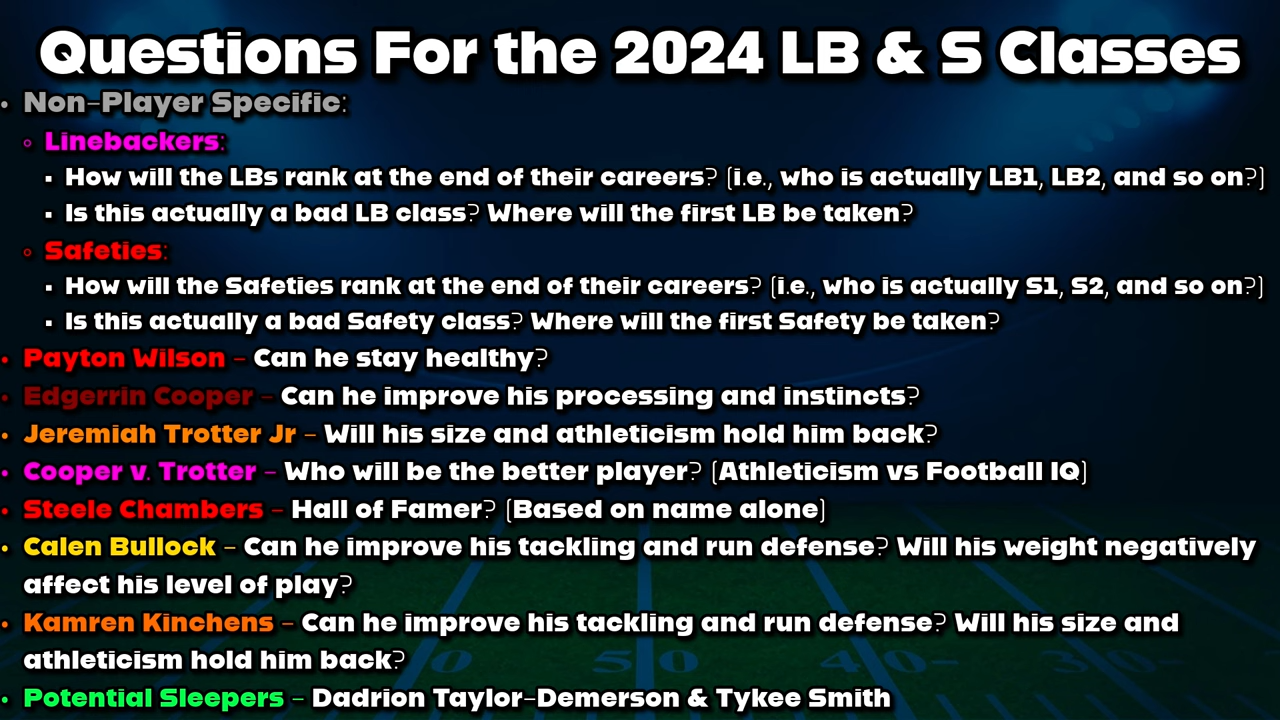 Questions For the 2024 LB & S Classes
• Non-Player Specific:
◦ Linebackers:
▪ How will the LBs rank at the end of their careers? (i.e., who is actually LB1, LB2, and so on?)
▪ Is this actually a bad LB class? Where will the first LB be taken?
◦ Safeties:
▪ How will the Safeties rank at the end of their careers? (i.e., who is actually S1, S2, and so on?)
▪ Is this actually a bad Safety class? Where will the first Safety be taken?
• Payton Wilson – Can he stay healthy?
• Edgerrin Cooper – Can he improve his processing and instincts?
• Jeremiah Trotter Jr – Will his size and athleticism hold him back?
• Cooper v. Trotter – Who will be the better player? (Athleticism vs Football IQ)
• Steele Chambers – Hall of Famer? (Based on name alone)
• Calen Bullock – Can he improve his tackling and run defense? Will his weight negatively
affect his level of play?
• Kamren Kinchens – Can he improve his tackling and run defense? Will his size and
athleticism hold him back?
• Potential Sleepers – Dadrion Taylor-Demerson & Tykee Smith